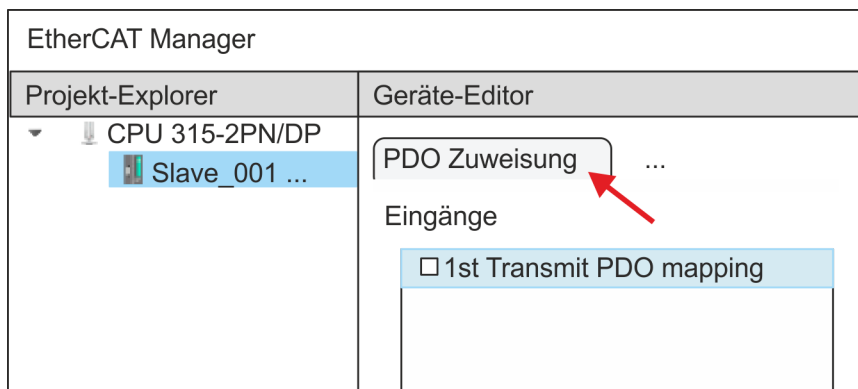 EtherCAT Manager
Projekt-Explorer
Geräte-Editor
CPU 315-2PN/DP
Slave_001 ...
PDO Zuweisung
...
Eingänge
1st Transmit PDO mapping